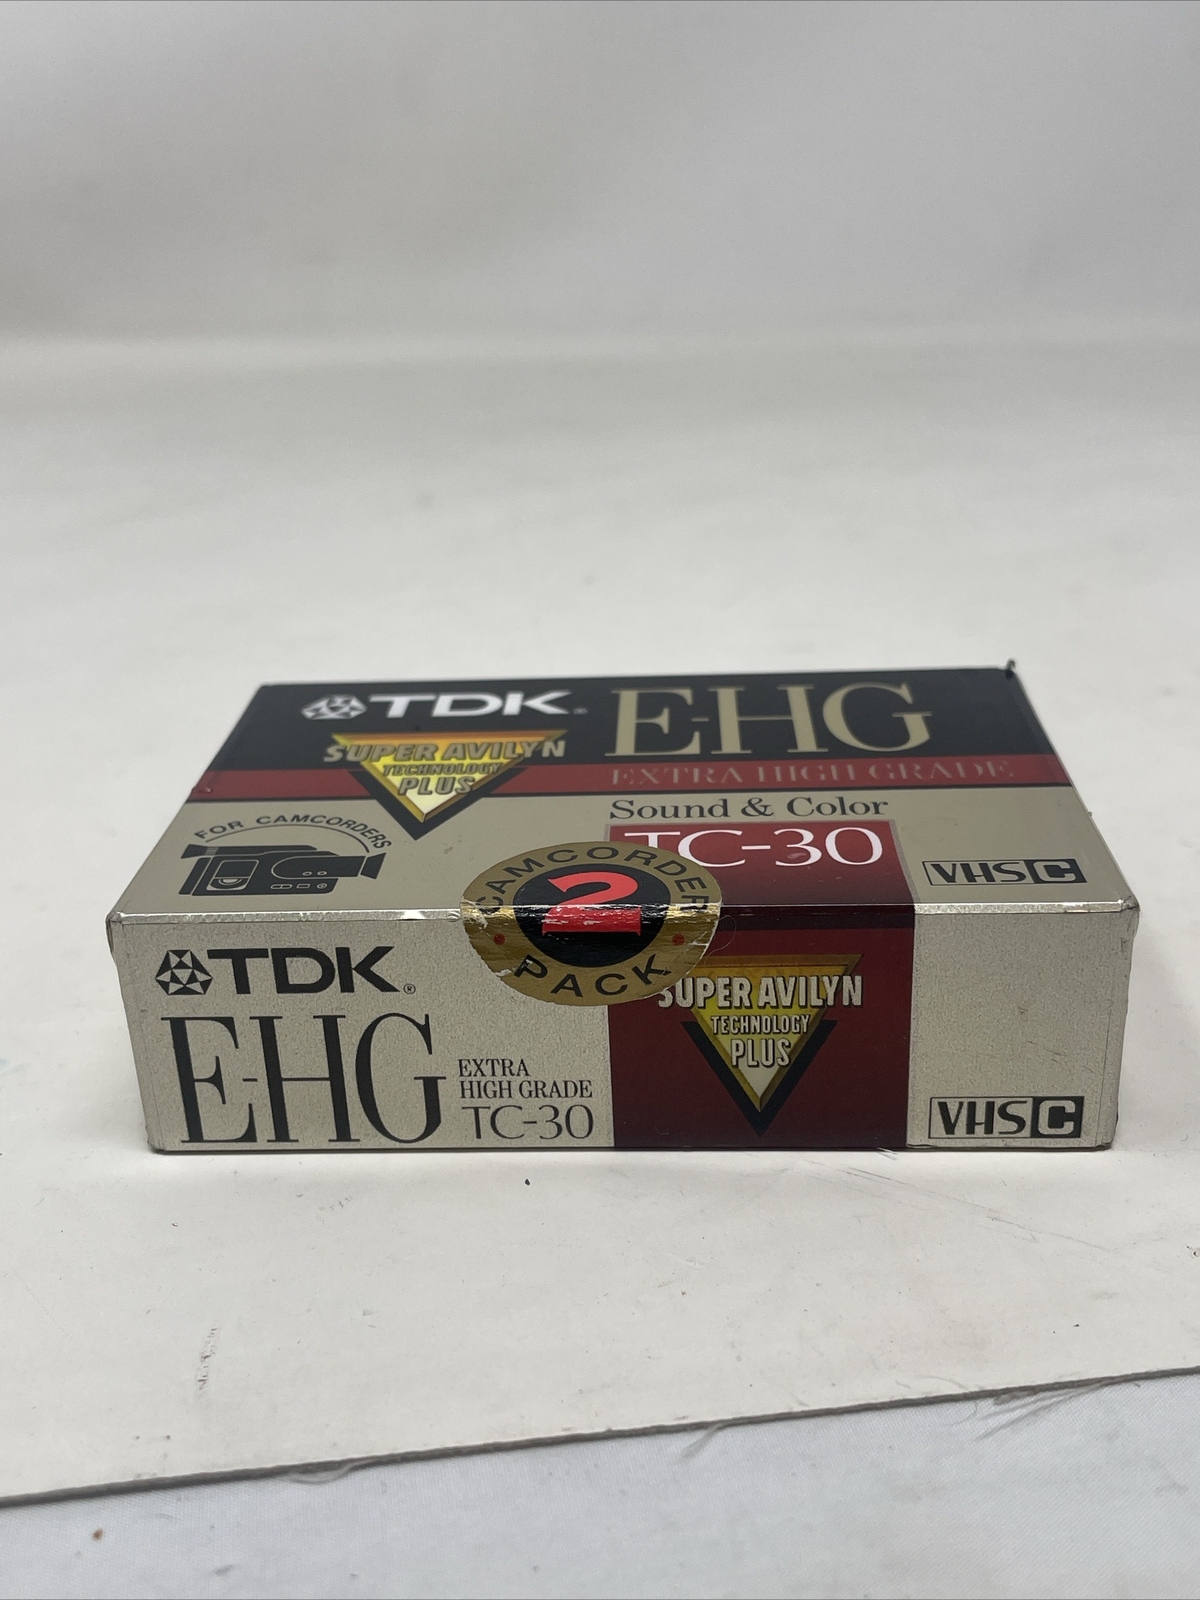 TDK®
E-HG
SUPER AVILYN
TECHNOLOGY
PLUS
EXTRA HIGH GRADE
Sound & Color
FOR CAMCORDERS
TC-30
VHS C
CAMCORDER
2
PACK
TDK®
E-HG
EXTRA
HIGH GRADE
TC-30
SUPER AVILYN
TECHNOLOGY
PLUS
VHS C